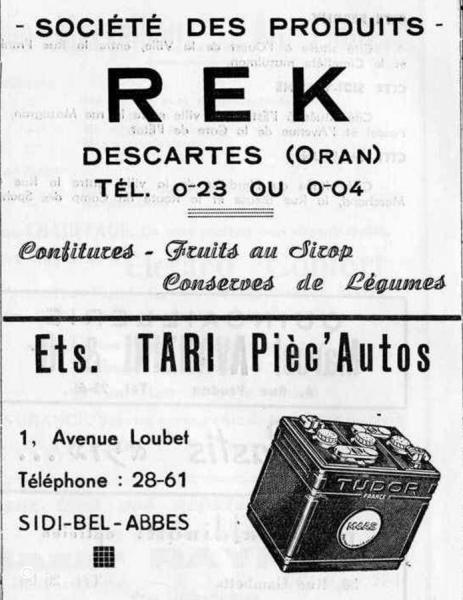 - SOCIÉTÉ DES PRODUITS -
REK
DESCARTES (ORAN)
TÉL. 0-23 OU 0-04
Confitures - Fruits au Sirop
Conserves de Légumes
Ets. TARI Pièc'Autos
1, Avenue Loubet
Téléphone : 28-61
SIDI-BEL-ABBES
TUDOR
FRANCE